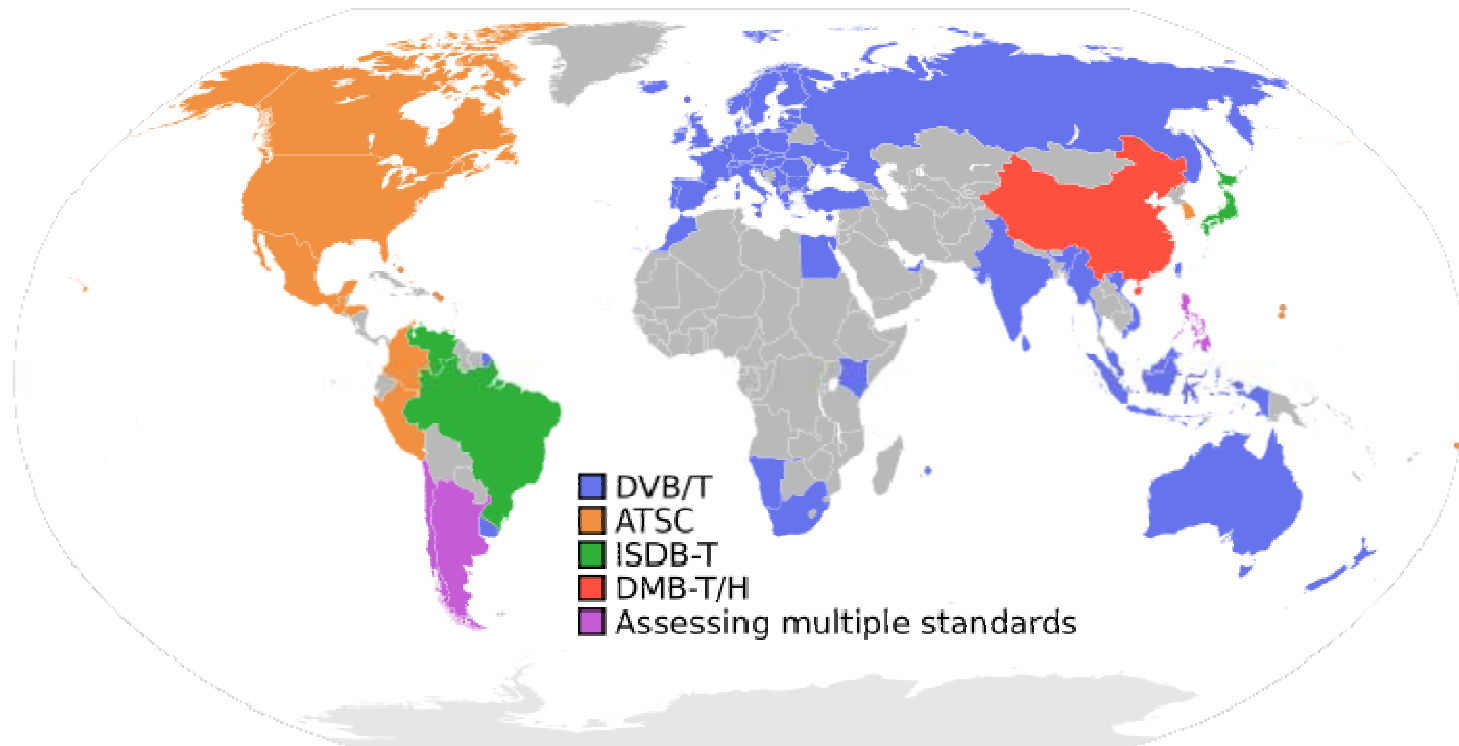 DVB/T
ATSC
ISDB-T
DMB-T/H
Assessing multiple standards